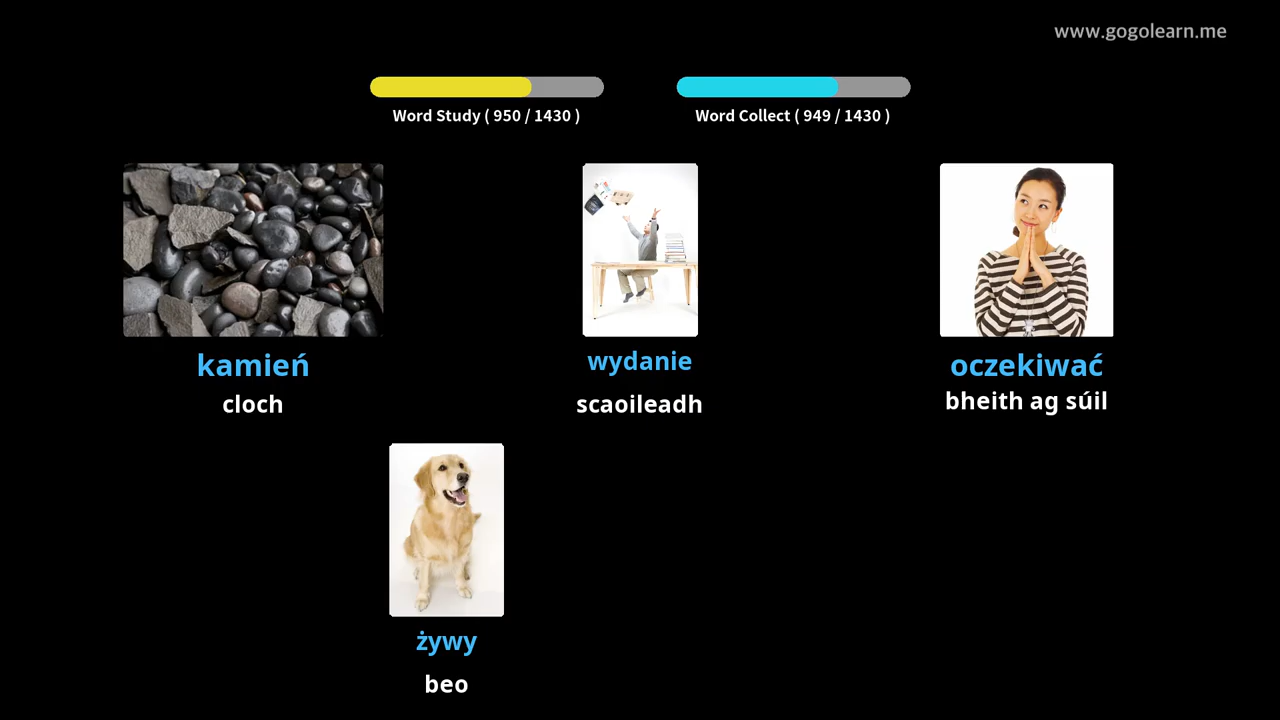 www.gogolearn.me
Word Study ( 950 / 1430 )
Word Collect ( 949 / 1430 )
kamień
cloch
wydanie
scaoileadh
oczekiwać
bheith ag súil
żywy
beo